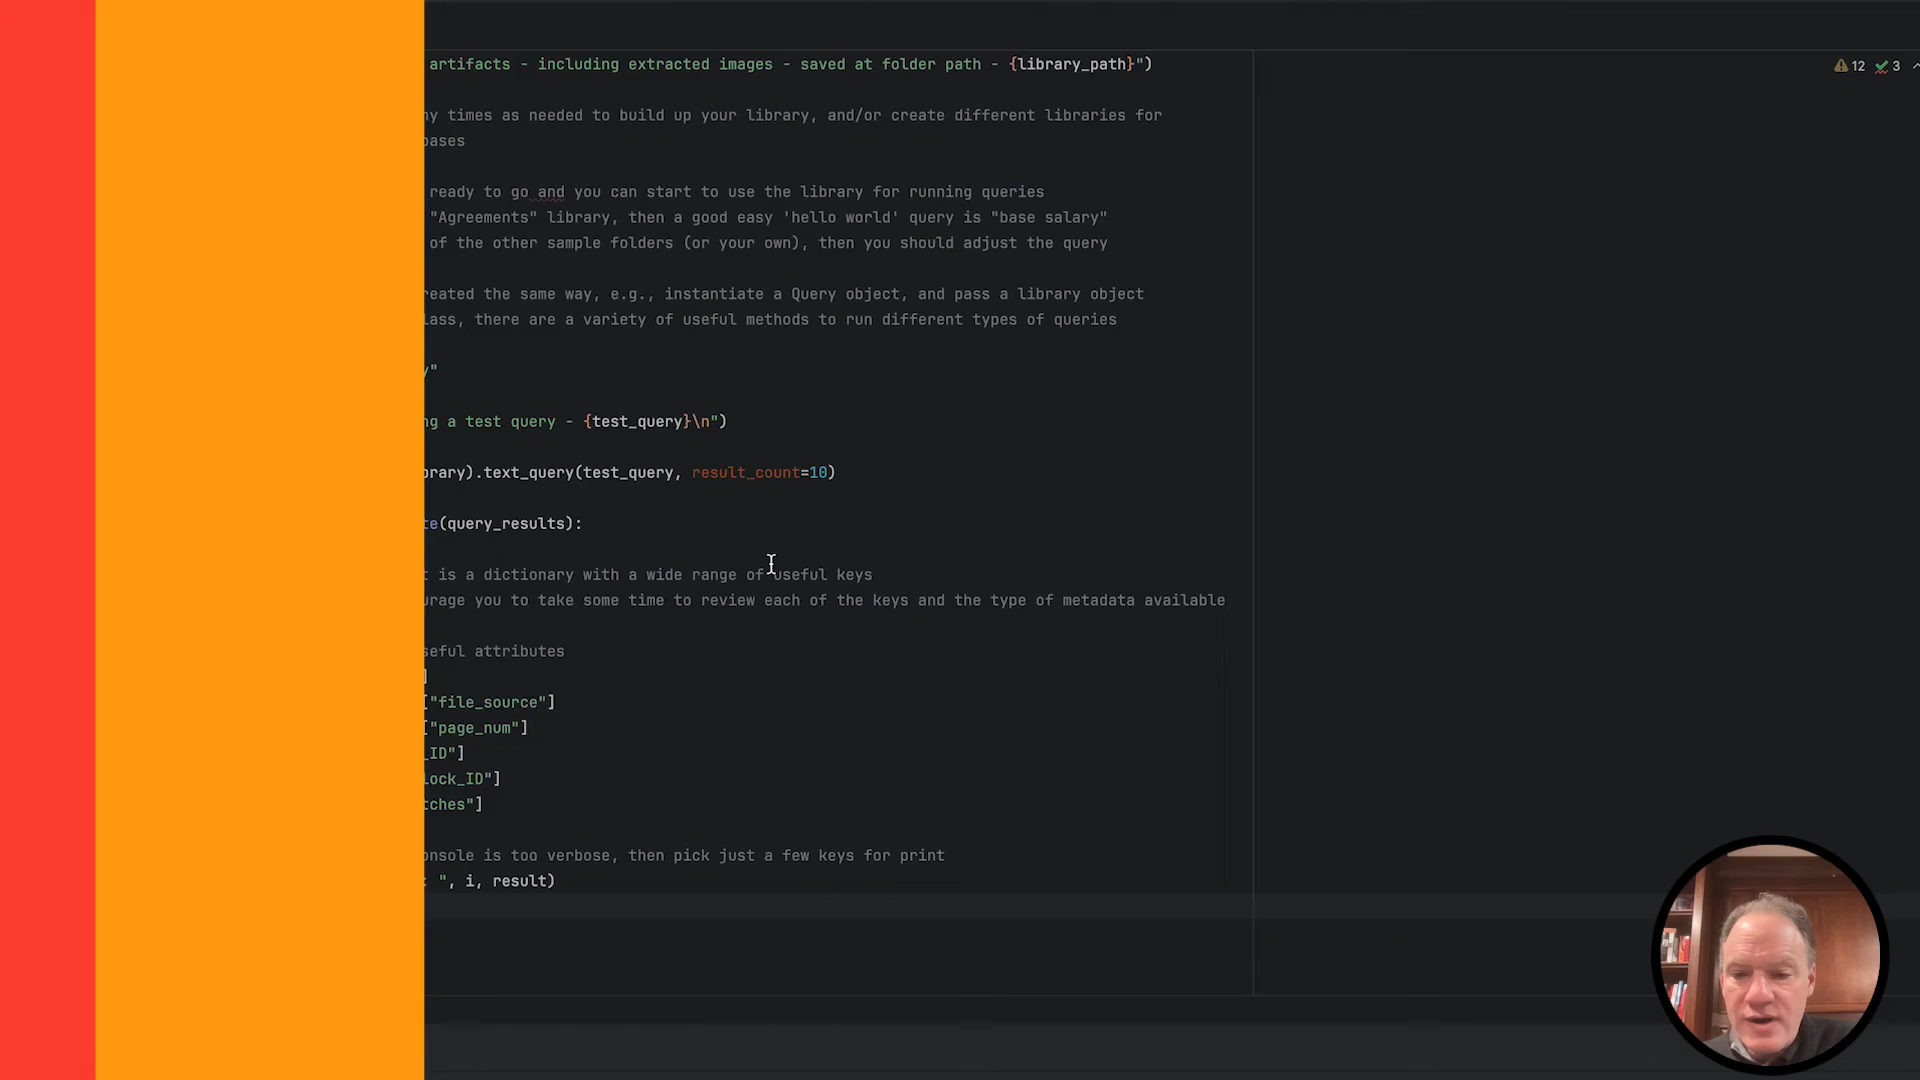 artifacts - including extracted images - saved at folder path - {library_path}")
12 3
ny times as needed to build up your library, and/or create different libraries for
bases
ready to go and you can start to use the library for running queries
"Agreements" library, then a good easy 'hello world' query is "base salary"
of the other sample folders (or your own), then you should adjust the query
reated the same way, e.g., instantiate a Query object, and pass a library object
lass, there are a variety of useful methods to run different types of queries
y"
ng a test query - {test_query}\n")
brary).text_query(test_query, result_count=10)
te(query_results):
t is a dictionary with a wide range of useful keys
urage you to take some time to review each of the keys and the type of metadata available
seful attributes
]
["file_source"]
["page_num"]
_ID"]
lock_ID"]
tches"]
onsole is too verbose, then pick just a few keys for print
: ", i, result)